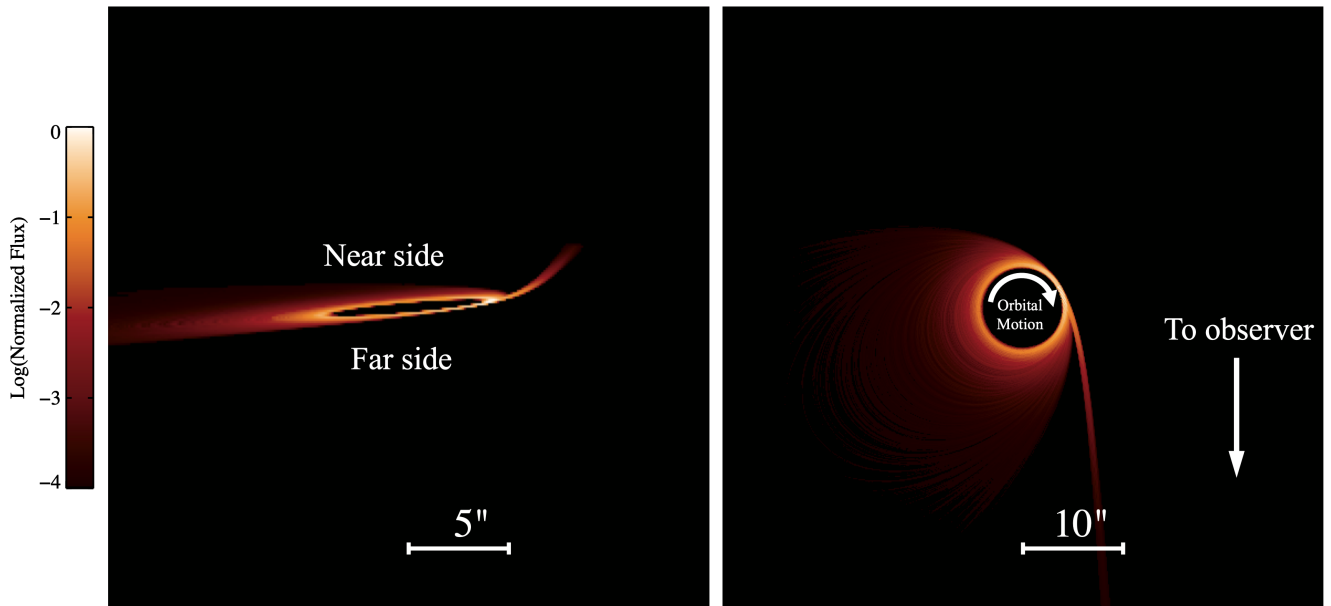 Log(Normalized Flux)
0
−1
−2
−3
−4
Near side
Far side
5"
Orbital
Motion
To observer
10"